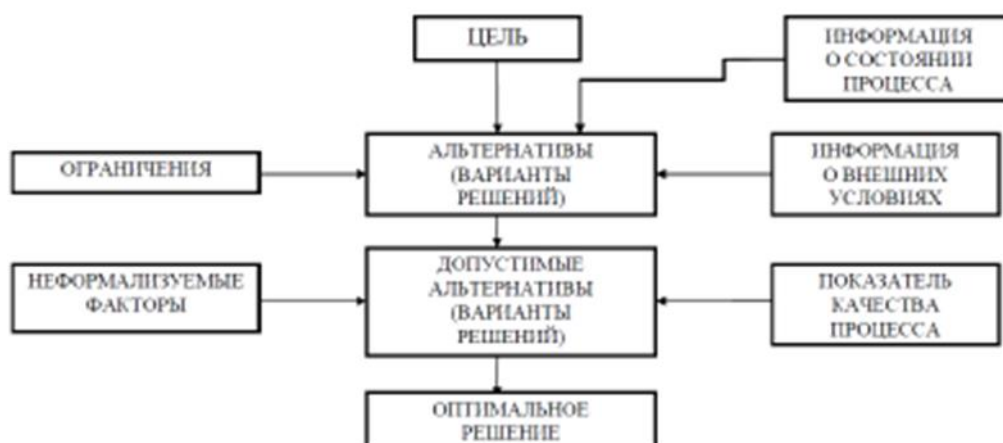 ЦЕЛЬ
ИНФОРМАЦИЯ
О СОСТОЯНИИ
ПРОЦЕССА
ОГРАНИЧЕНИЯ
АЛЬТЕРНАТИВЫ
(ВАРИАНТЫ
РЕШЕНИЙ)
ИНФОРМАЦИЯ
О ВНЕШНИХ
УСЛОВИЯХ
НЕФОРМАЛИЗУЕМЫЕ
ФАКТОРЫ
ДОПУСТИМЫЕ
АЛЬТЕРНАТИВЫ
(ВАРИАНТЫ
РЕШЕНИЙ)
ПОКАЗАТЕЛЬ
КАЧЕСТВА
ПРОЦЕССА
ОПТИМАЛЬНОЕ
РЕШЕНИЕ